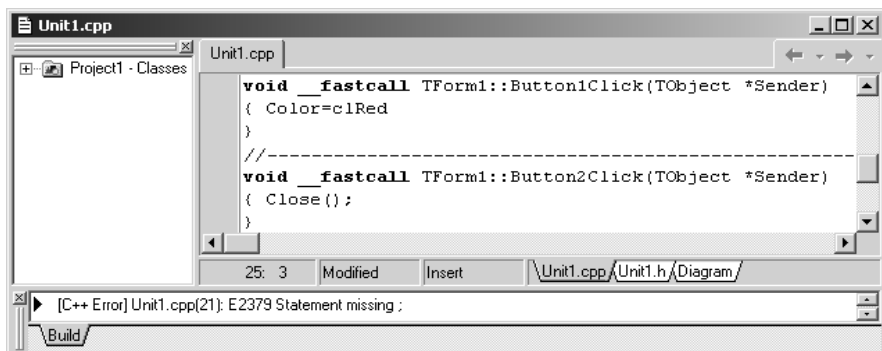 Unit1.cpp
Project1 - Classes
Unit1.cpp
void __fastcall TForm1::Button1Click(TObject *Sender)
{ Color=clRed
}
//-----------------------------------------------------
void __fastcall TForm1::Button2Click(TObject *Sender)
{ Close();
}
25: 3 Modified Insert \Unit1.cpp/Unit1.h/Diagram/
[C++ Error] Unit1.cpp(21): E2379 Statement missing ;
Build